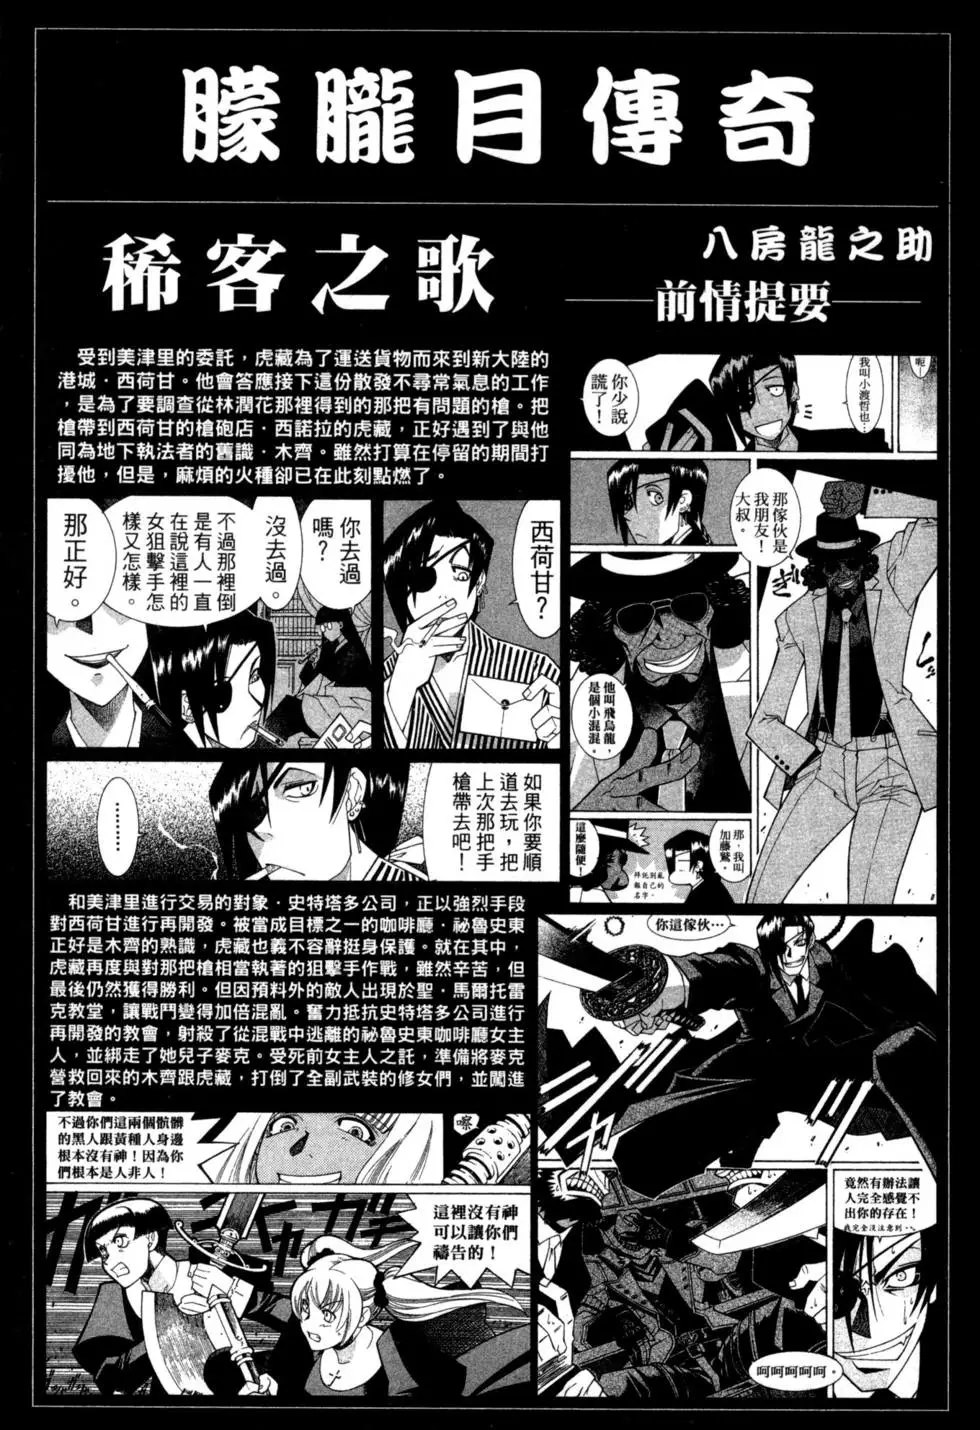 朦朧月傳奇
稀客之歌
八房龍之助
前情提要
受到美津里的委託，虎藏為了運送貨物而來到新大陸的
港城·西荷甘。他會答應接下這份散發不尋常氣息的工作
，是為了要調查從林潤花那裡得到的那把有問題的槍。把
槍帶到西荷甘的槍砲店·西諾拉的虎藏，正好遇到了與他
同為地下執法者的舊識·木齊。雖然打算在停留的期間打
擾他，但是，麻煩的火種卻已在此刻點燃了。
呃！
我叫小渡哲也…
你少說
謊了！
那傢伙是
我朋友！
大叔。
他叫飛鳥龍，
是個小混混。
那，我叫
加藤鷲。
拜託別亂
報自己的
名字。
這麼隨便！
西荷甘？
你去過
嗎？
沒去過。
不過那裡倒
是有人一直
在說這裡的
女狙擊手怎
樣又怎樣。
那正好。
如果你要順
道去玩，把
上次那把手
槍帶去吧！
………
和美津里進行交易的對象·史特塔多公司，正以強烈手段
對西荷甘進行再開發。被當成目標之一的咖啡廳·祕魯史東
正好是木齊的熟識，虎藏也義不容辭挺身保護。就在其中，
虎藏再度與對那把槍相當執著的狙擊手作戰，雖然辛苦，但
最後仍然獲得勝利。但因預料外的敵人出現於聖·馬爾托雷
克教堂，讓戰鬥變得加倍混亂。奮力抵抗史特塔多公司進行
再開發的教會，射殺了從混戰中逃離的祕魯史東咖啡廳女主
人，並綁走了她兒子麥克。受死前女主人之託，準備將麥克
營救回來的木齊跟虎藏，打倒了全副武裝的修女們，並闖進
了教會。
你這傢伙…
竟然有辦法讓
人完全感覺不
出你的存在！
我完全沒注意到…
呵呵呵呵呵。
嚓
不過你們這兩個骯髒
的黑人跟黃種人身邊
根本沒有神！因為你
們根本是人非人！
這裡沒有神
可以讓你們
禱告的！